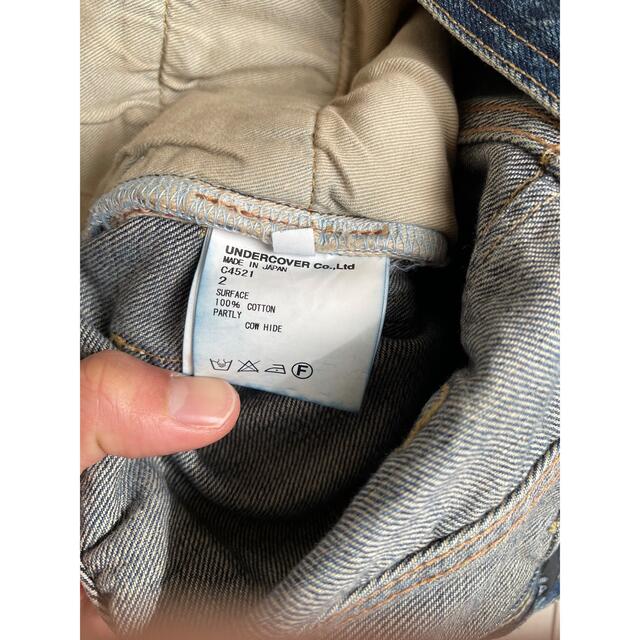 UNDERCOVER Co.,Ltd
MADE IN JAPAN
C4521
2
SURFACE
100% COTTON
PARTLY
COW HIDE
F